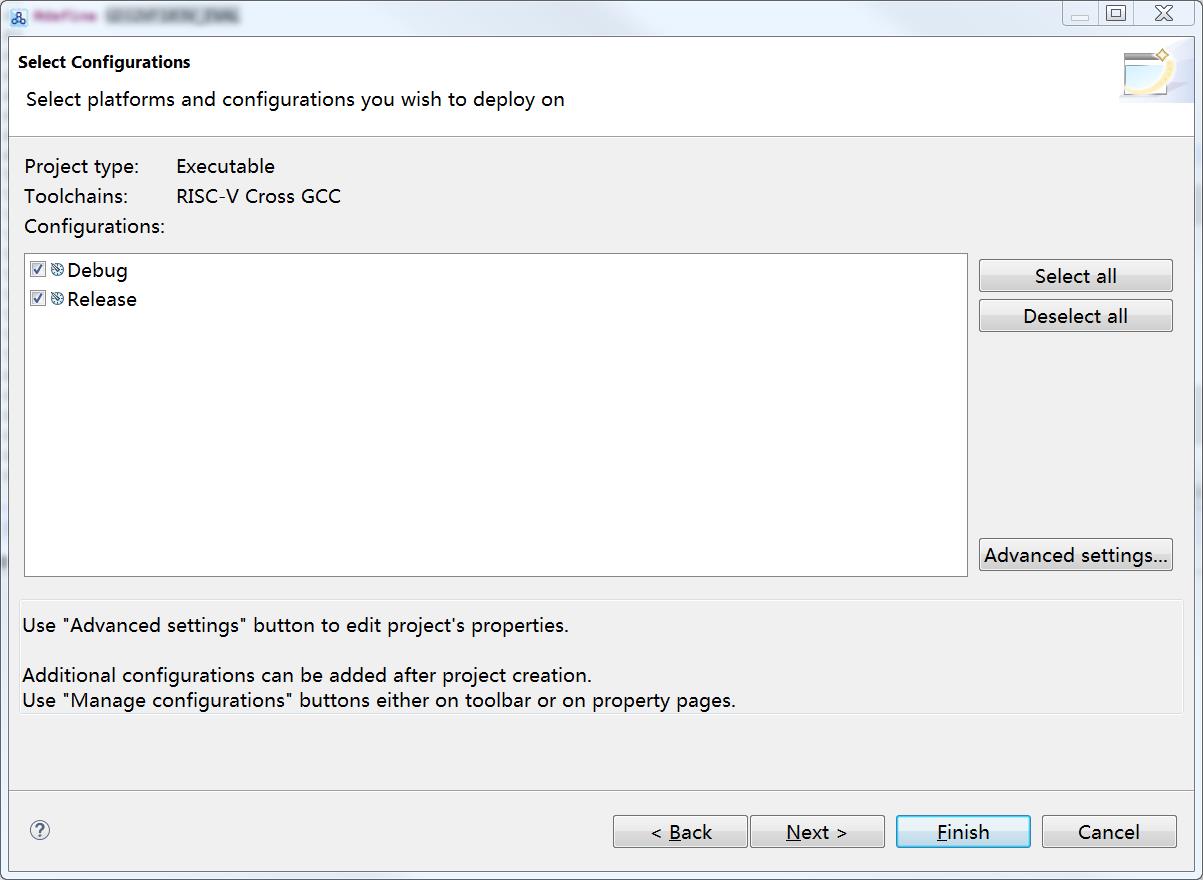 Select Configurations
Select platforms and configurations you wish to deploy on
Project type: Executable
Toolchains: RISC-V Cross GCC
Configurations:
Debug
Release
Select all
Deselect all
Advanced settings...
Use "Advanced settings" button to edit project's properties.
Additional configurations can be added after project creation.
Use "Manage configurations" buttons either on toolbar or on property pages.
?
< Back
Next >
Finish
Cancel